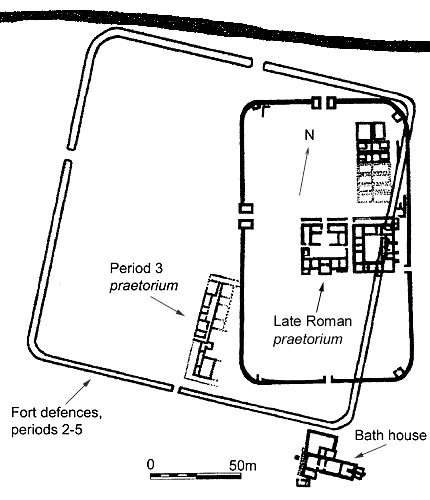 N
Period 3
praetorium
Late Roman
praetorium
Fort defences,
periods 2-5
Bath house
0 50m